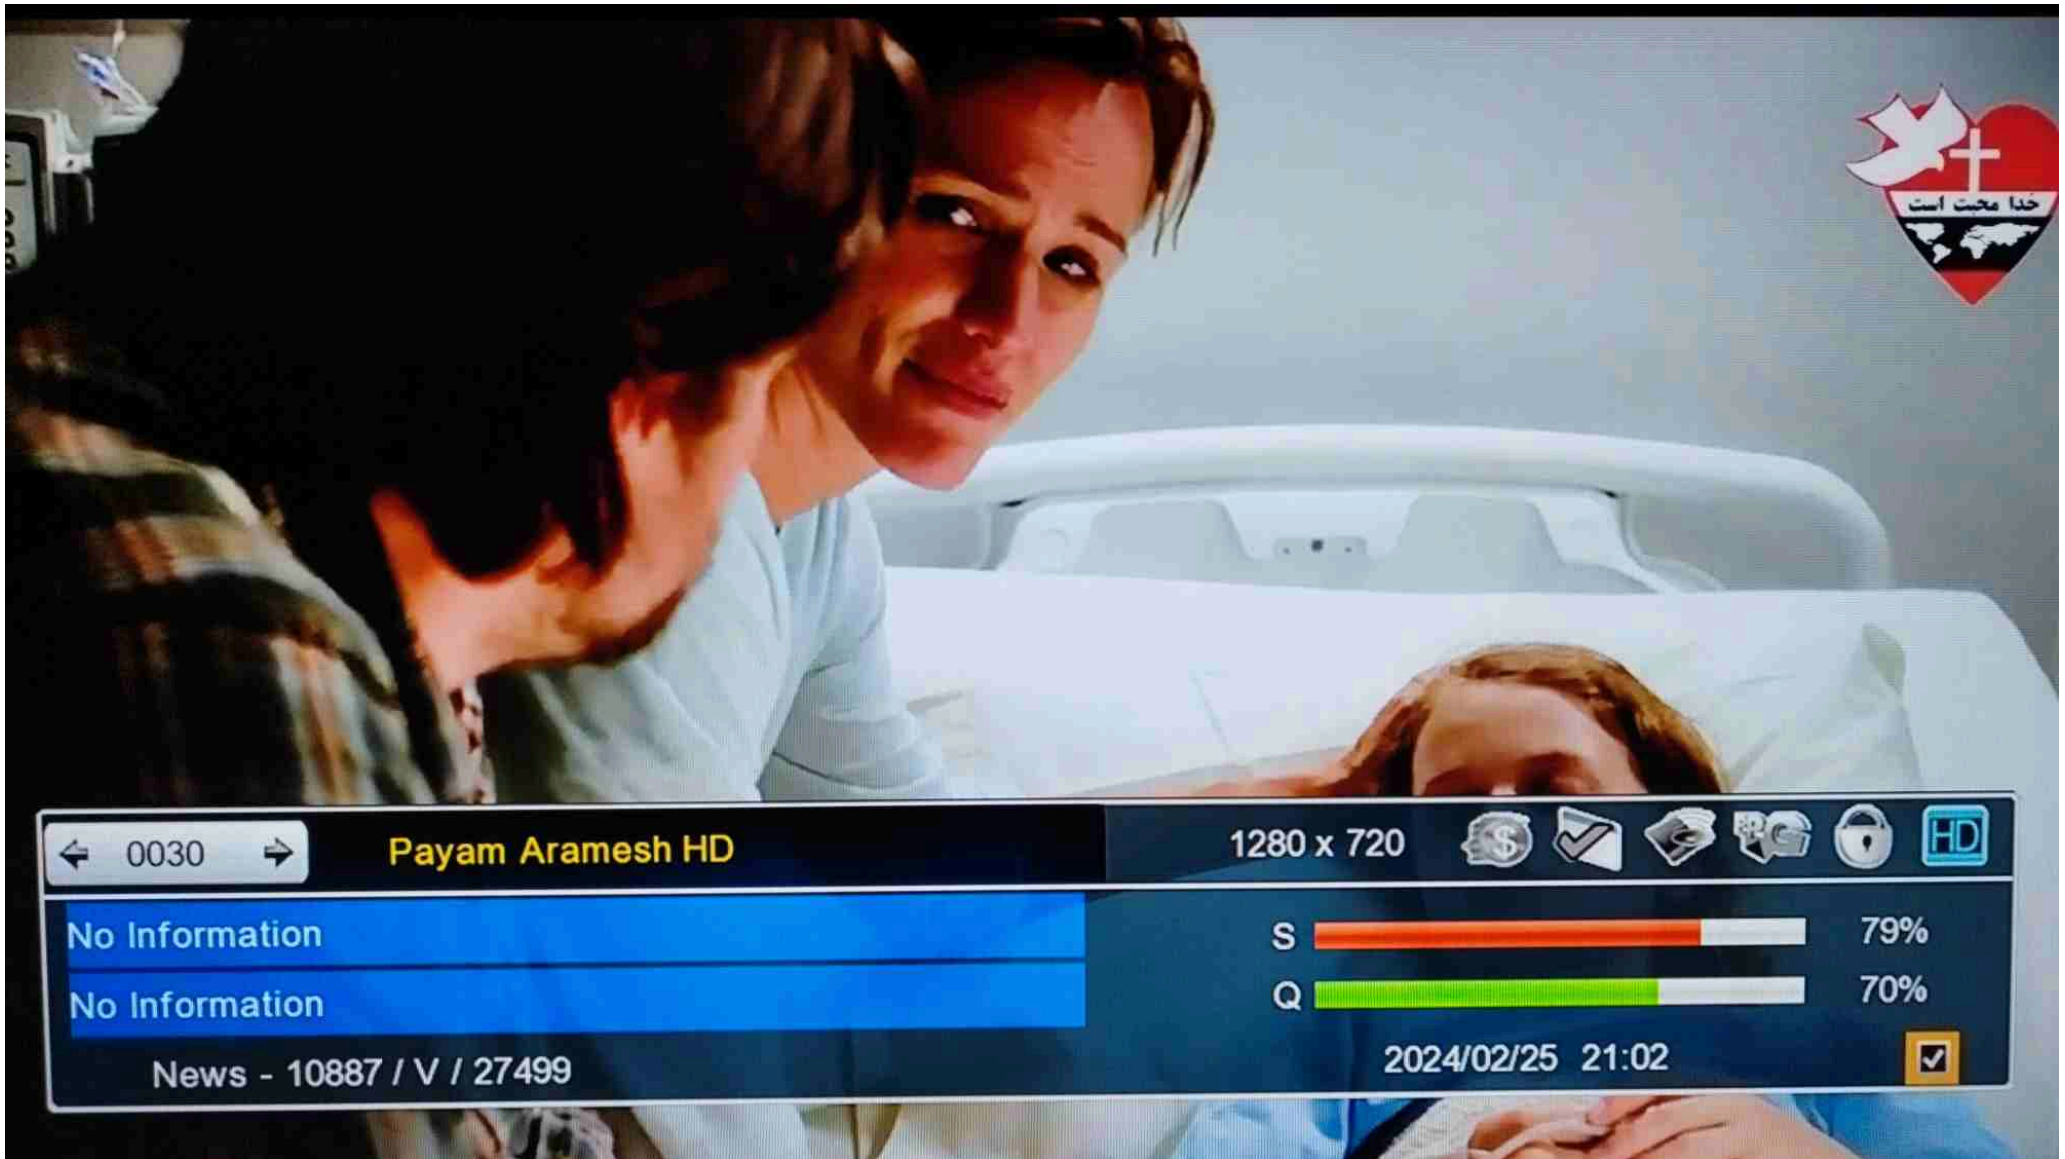 خدا محبت است
0030 Payam Aramesh HD 1280 x 720 HD
No Information S 79%
No Information Q 70%
News - 10887 / V / 27499 2024/02/25 21:02